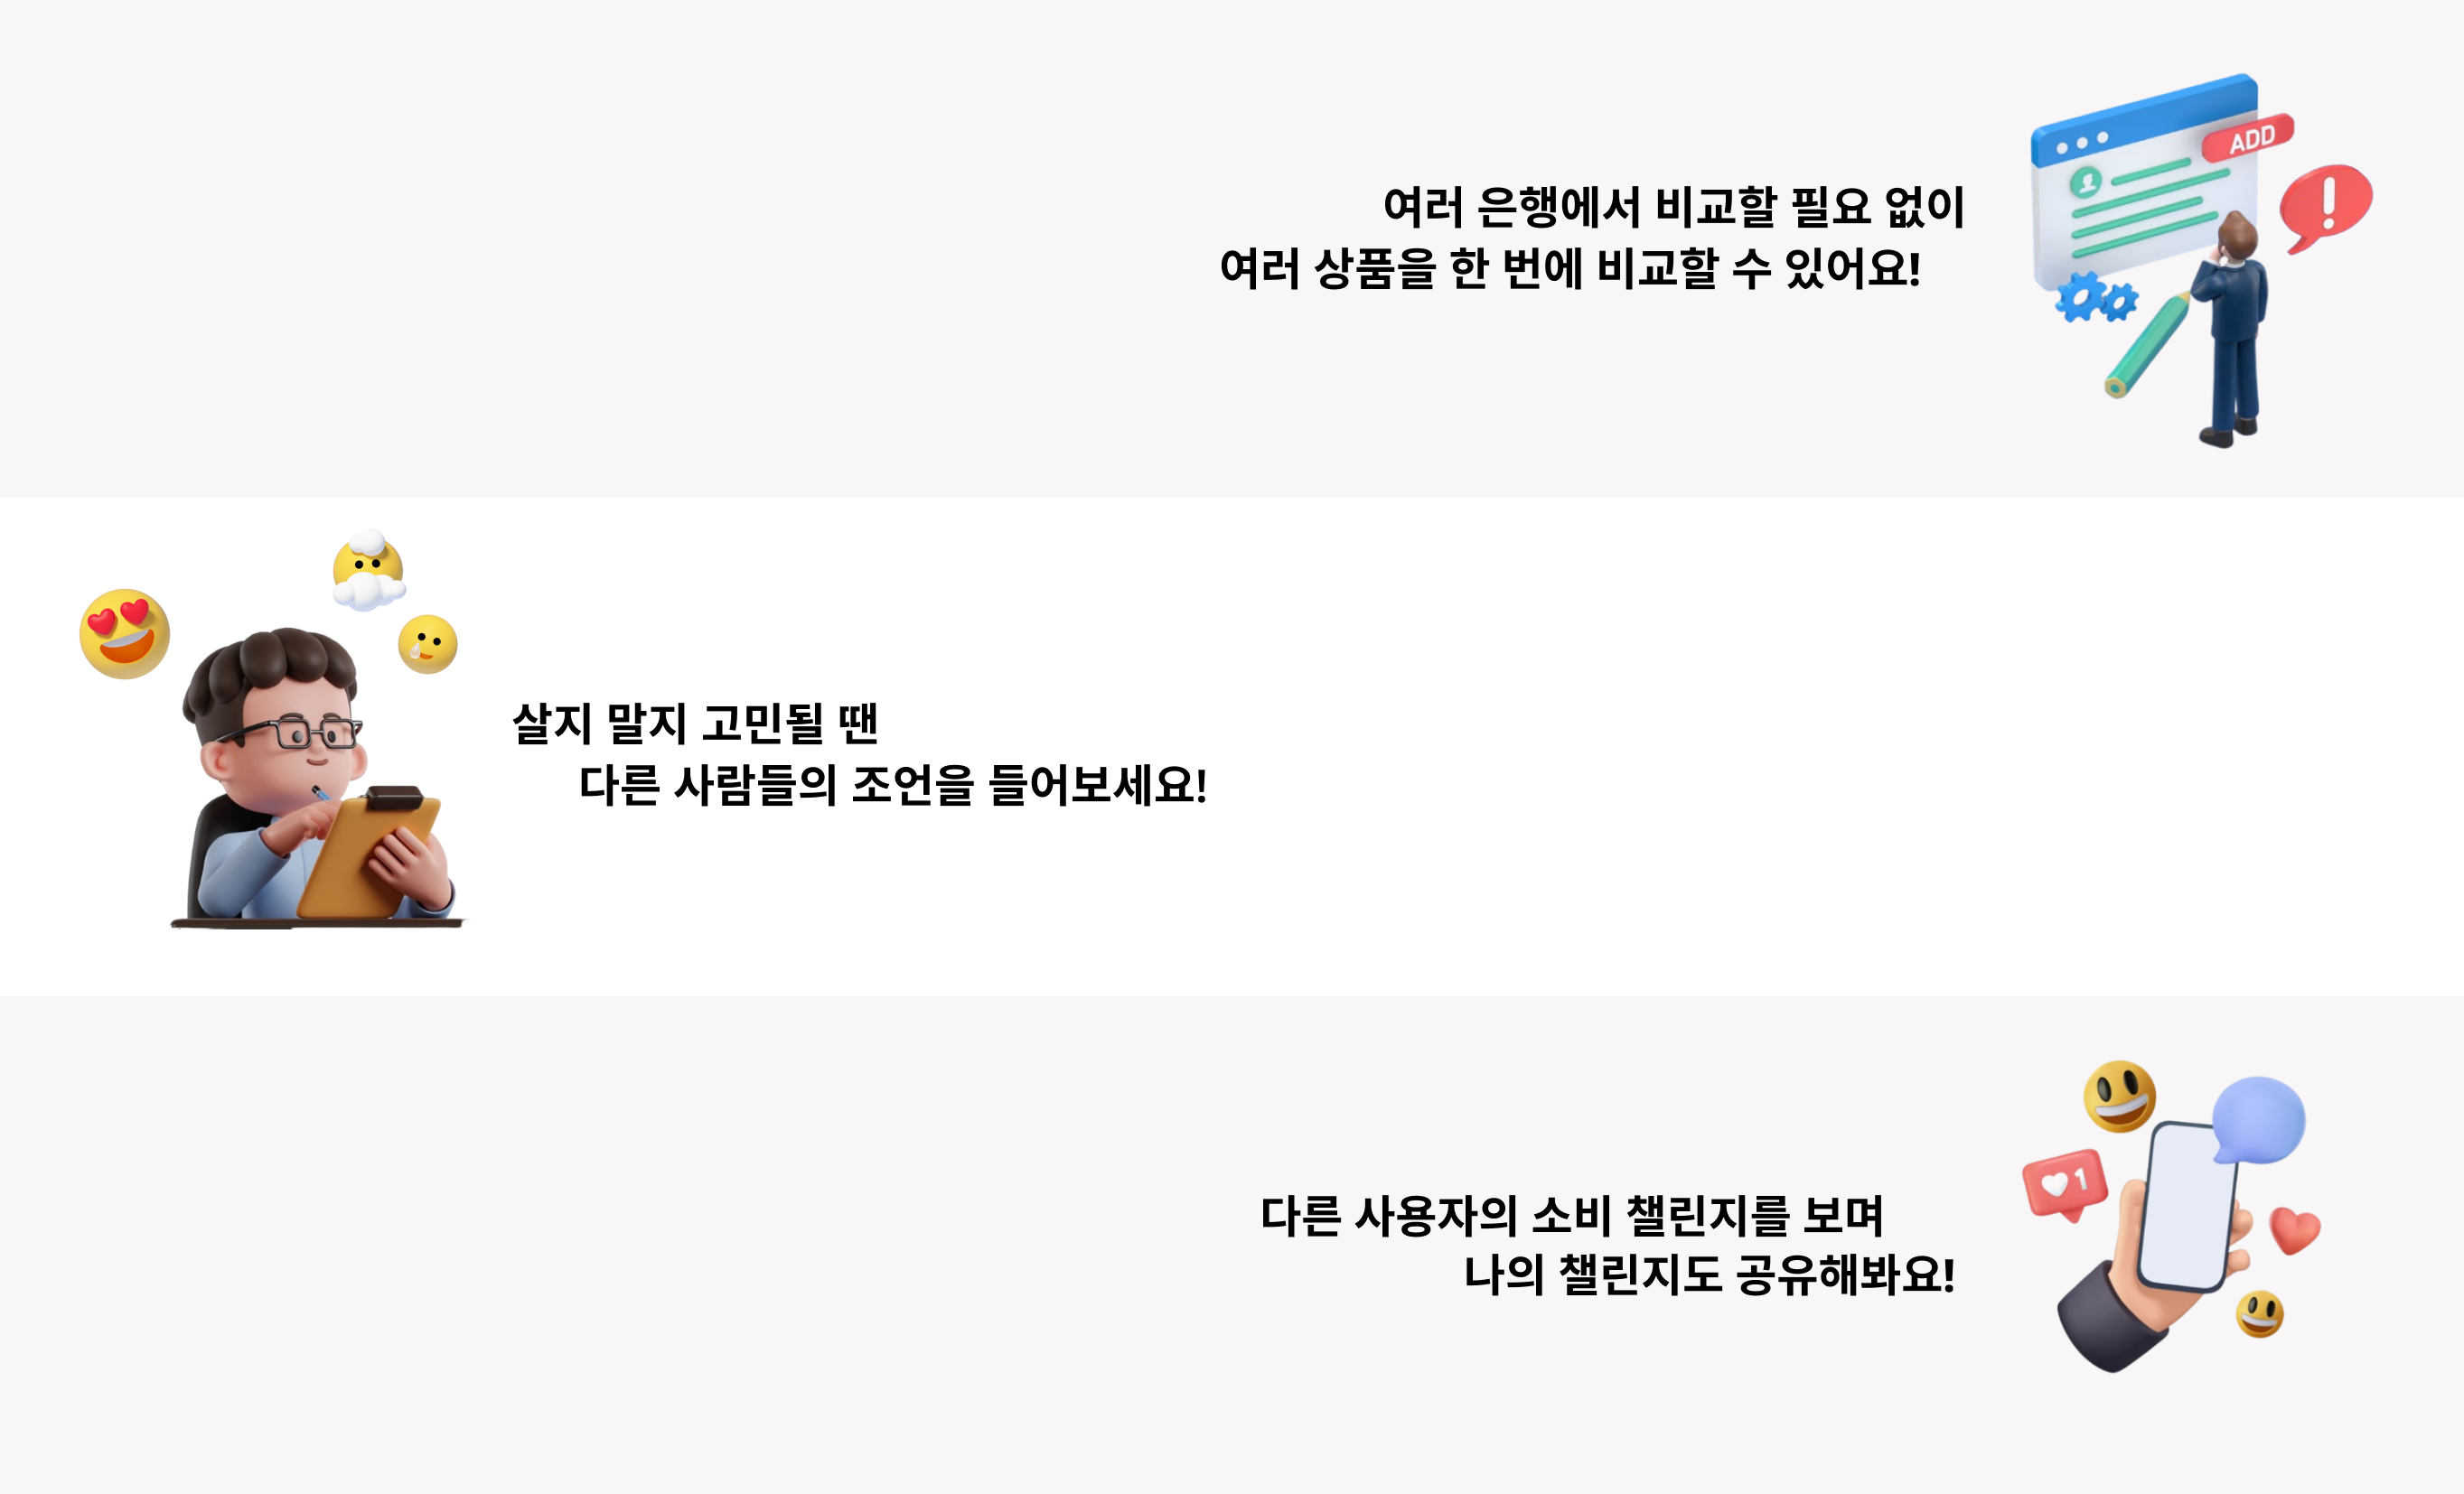 ADD
여러 은행에서 비교할 필요 없이
여러 상품을 한 번에 비교할 수 있어요!
살지 말지 고민될 땐
다른 사람들의 조언을 들어보세요!
1
다른 사용자의 소비 챌린지를 보며
나의 챌린지도 공유해봐요!